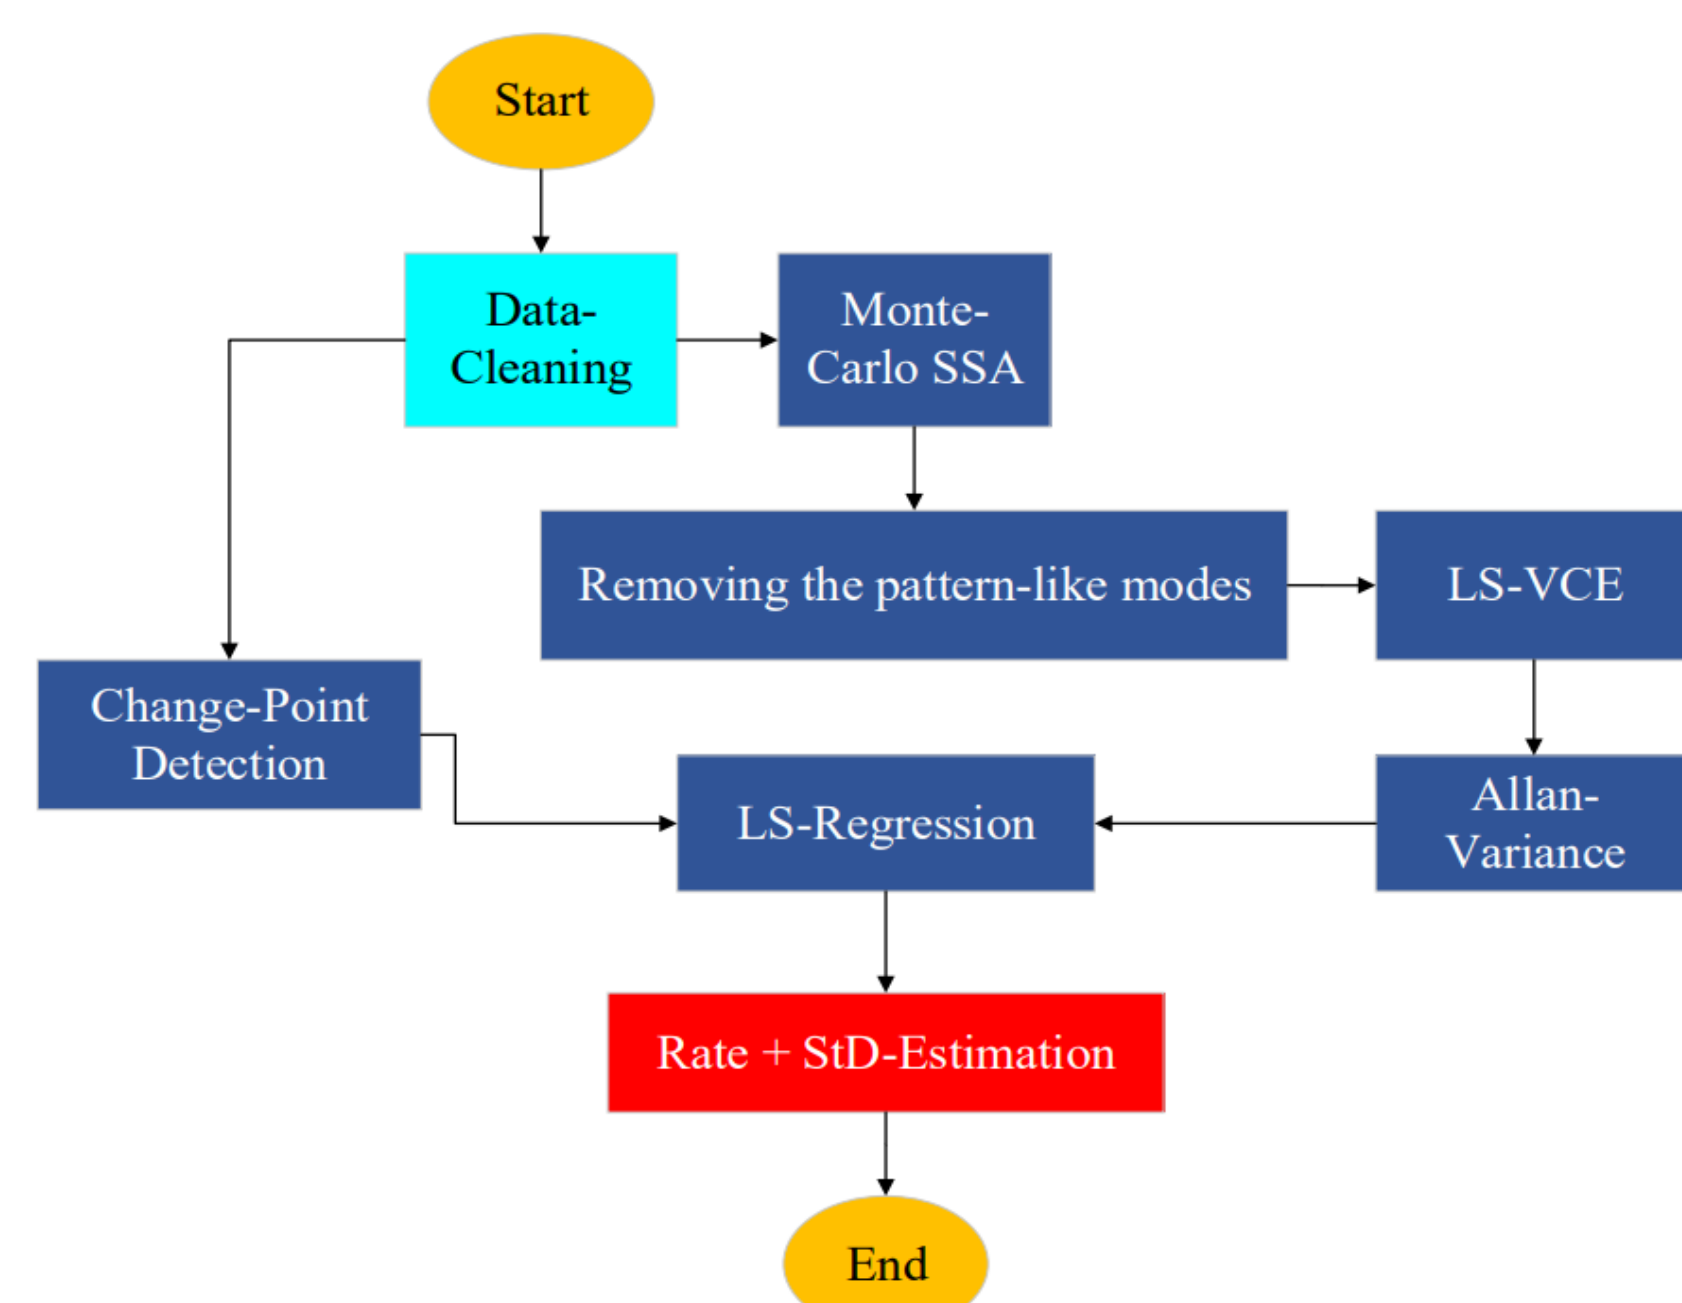 Start
Data-
Cleaning
Monte-
Carlo SSA
Removing the pattern-like modes
LS-VCE
Change-Point
Detection
LS-Regression
Allan-
Variance
Rate + StD-Estimation
End